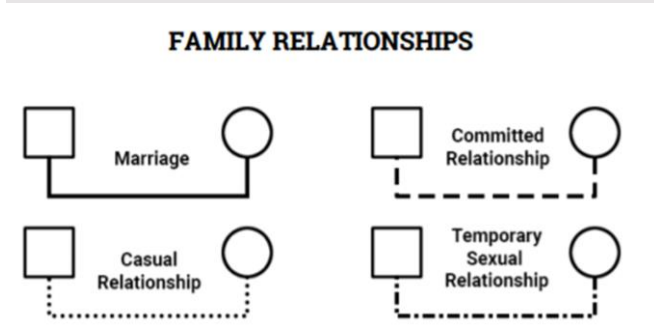 FAMILY RELATIONSHIPS
Marriage
Committed
Relationship
Casual
Relationship
Temporary
Sexual
Relationship